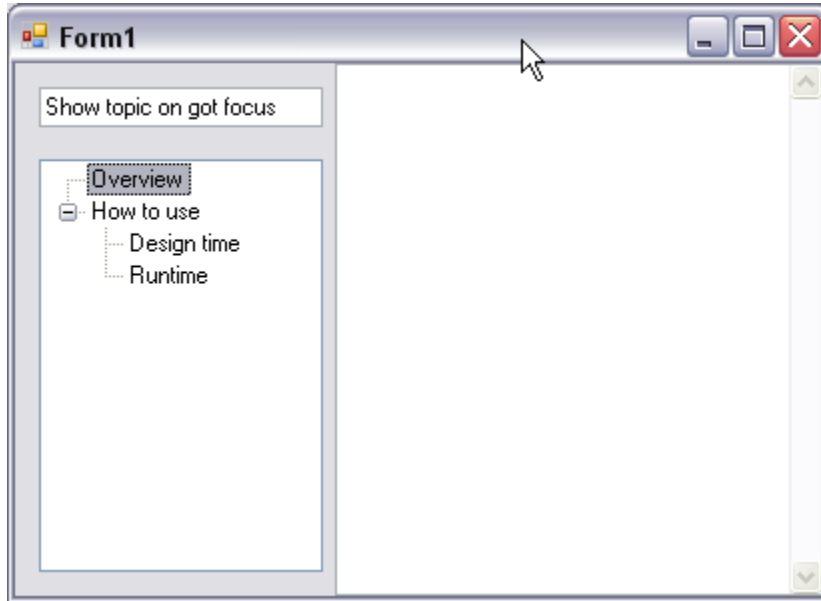 Form1
Show topic on got focus
Overview
How to use
Design time
Runtime